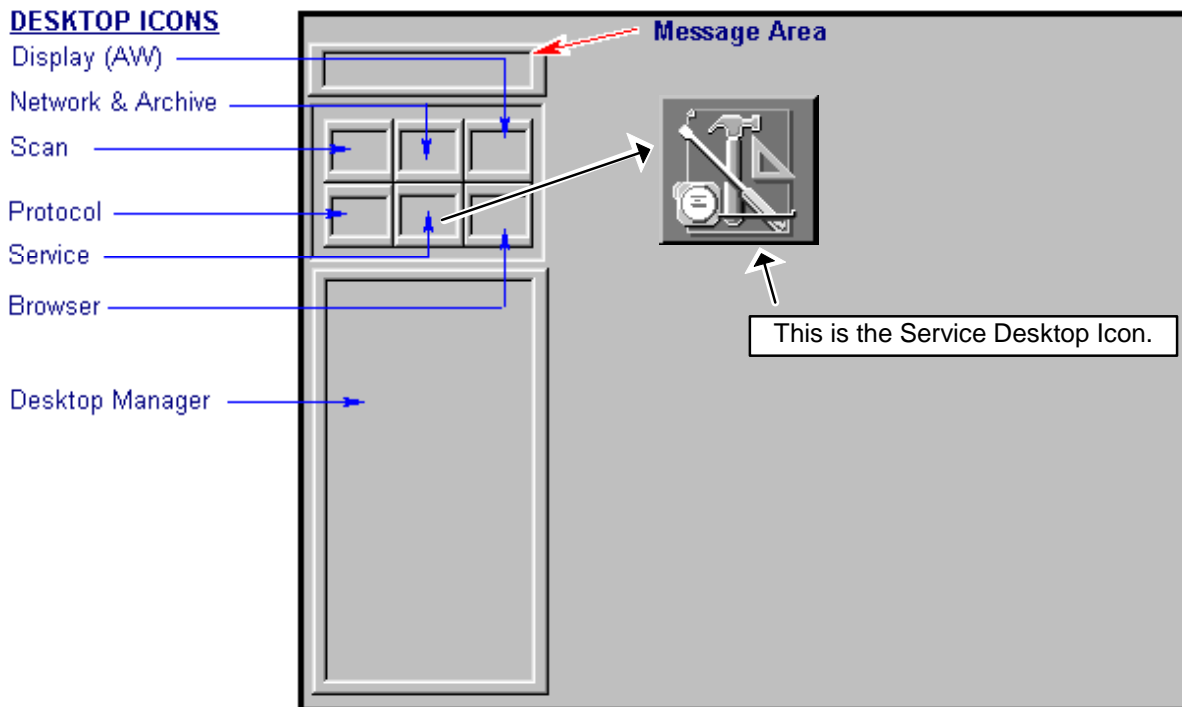 DESKTOP ICONS
Message Area
Display (AW)
Network & Archive
Scan
Protocol
Service
Browser
This is the Service Desktop Icon.
Desktop Manager